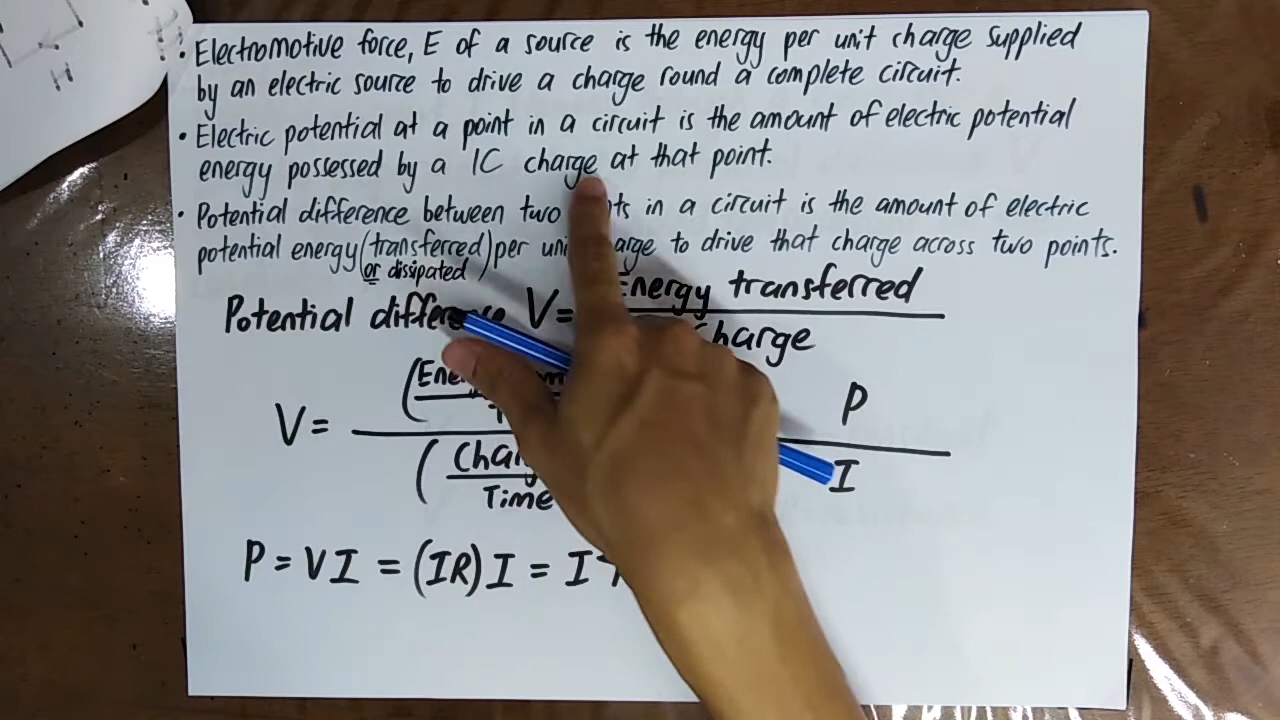 • Electromotive force, E of a source is the energy per unit charge supplied
by an electric source to drive a charge round a complete circuit.
• Electric potential at a point in a circuit is the amount of electric potential
energy possessed by a 1C charge at that point.
• Potential difference between two in a circuit is the amount of electric
potential energy (transferred) per to drive that charge across two points.
or dissipated
Potential difference V = Energy transferred
Charge
V = ( P
( Time I
P = VI = (IR)I = I
H